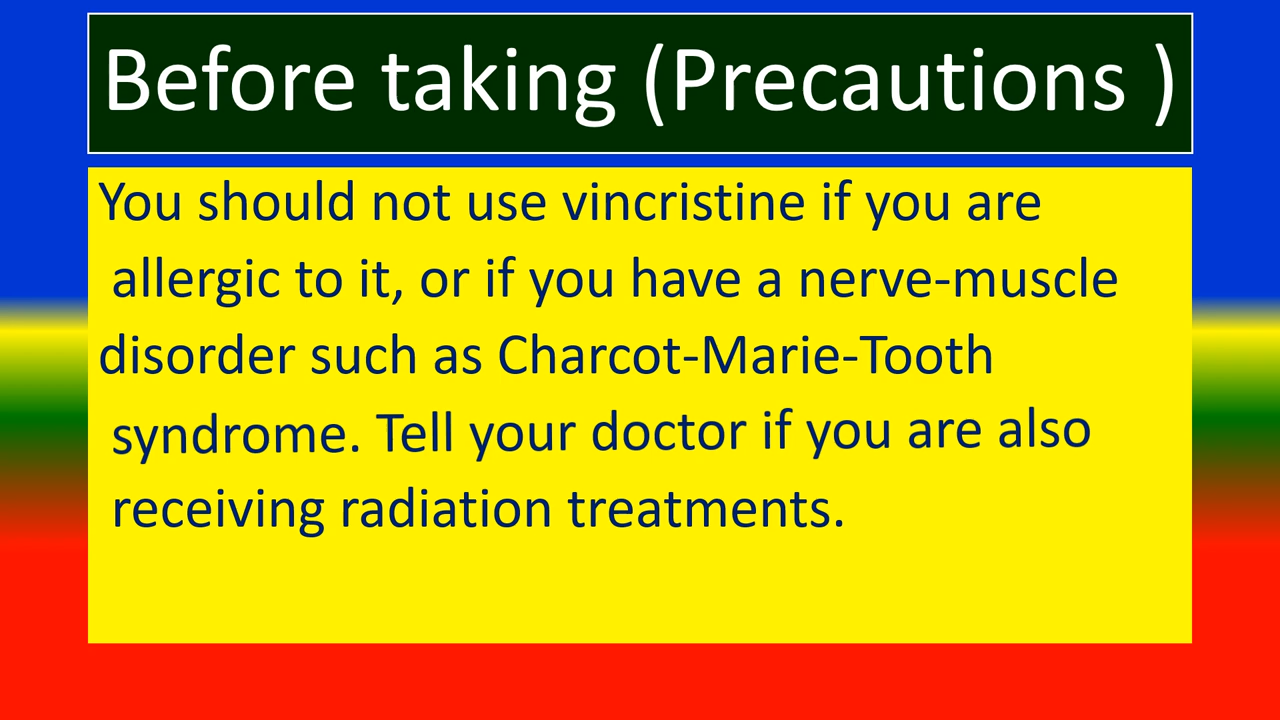 Before taking (Precautions )
You should not use vincristine if you are
allergic to it, or if you have a nerve-muscle
disorder such as Charcot-Marie-Tooth
syndrome. Tell your doctor if you are also
receiving radiation treatments.